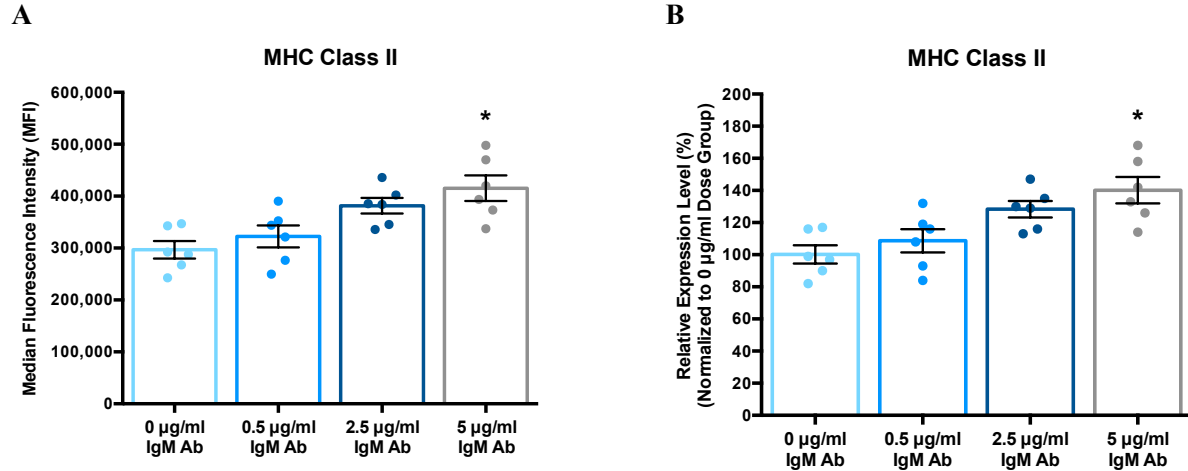 A
MHC Class II
Median Fluorescence Intensity (MFI)
600,000
500,000
400,000
300,000
200,000
100,000
0
*
0 µg/ml
IgM Ab
0.5 µg/ml
IgM Ab
2.5 µg/ml
IgM Ab
5 µg/ml
IgM Ab
B
MHC Class II
Relative Expression Level (%)
(Normalized to 0 µg/ml Dose Group)
200
180
160
140
120
100
80
60
40
20
0
*
0 µg/ml
IgM Ab
0.5 µg/ml
IgM Ab
2.5 µg/ml
IgM Ab
5 µg/ml
IgM Ab